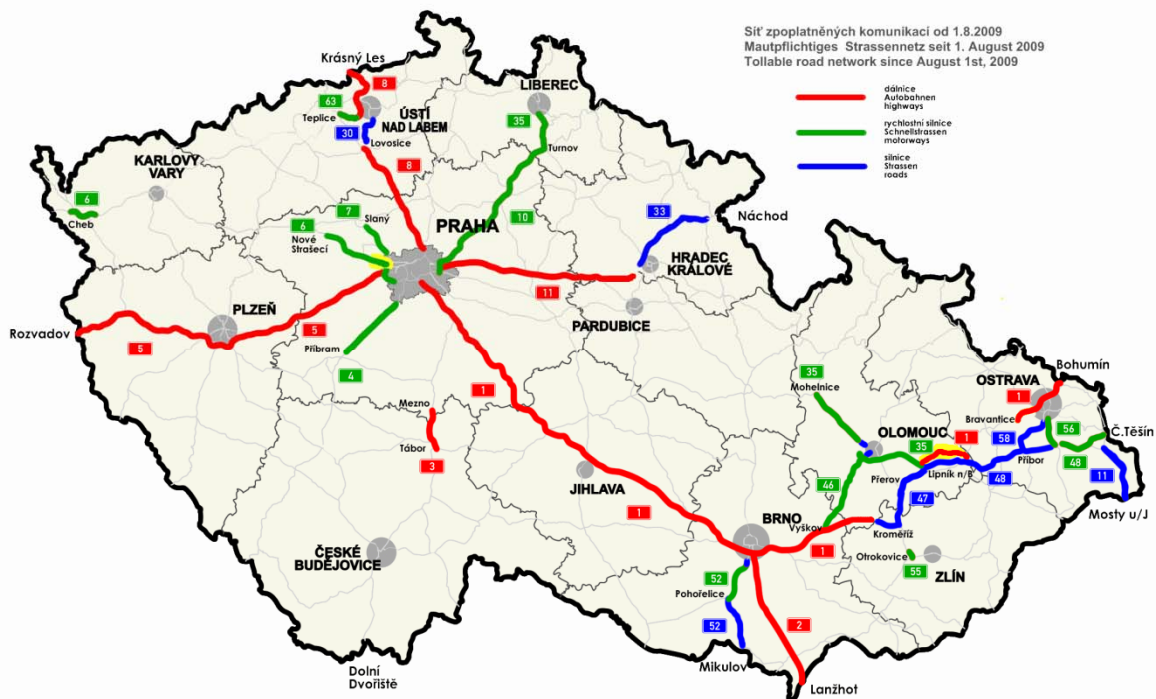 Síť zpoplatněných komunikací od 1.8.2009
Mautpflichtiges Strassennetz seit 1. August 2009
Tollable road network since August 1st, 2009
dálnice
Autobahnen
highways
rychlostní silnice
Schnellstrassen
motorways
silnice
Strassen
roads
Krásný Les
8
63
Teplice
ÚSTÍ
NAD LABEM
30
Lovosice
8
LIBEREC
35
Turnov
10
KARLOVY
VARY
6
Cheb
7
Slaný
6
Nové
Strašecí
PRAHA
33
Náchod
HRADEC
KRÁLOVÉ
11
PARDUBICE
Rozvadov
5
PLZEŇ
5
Příbram
4
1
Mezno
Tábor
3
JIHLAVA
1
ČESKÉ
BUDĚJOVICE
Dolní
Dvořiště
35
Mohelnice
OLOMOUC
35
1
Přerov
Lipník n/B
46
47
48
Vyškov
BRNO
1
Kroměříž
Otrokovice
55
ZLÍN
52
Pohořelice
52
Mikulov
2
Lanžhot
Bohumín
OSTRAVA
1
Bravantice
58
56
Č.Těšín
Příbor
48
11
Mosty u/J